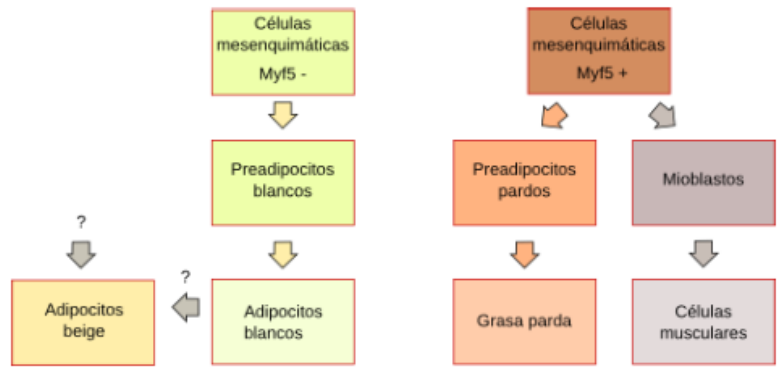 Células
mesenquimáticas
Myf5 -
Células
mesenquimáticas
Myf5 +
Preadipocitos
blancos
Preadipocitos
pardos
Mioblastos
?
?
Adipocitos
beige
Adipocitos
blancos
Grasa parda
Células
musculares